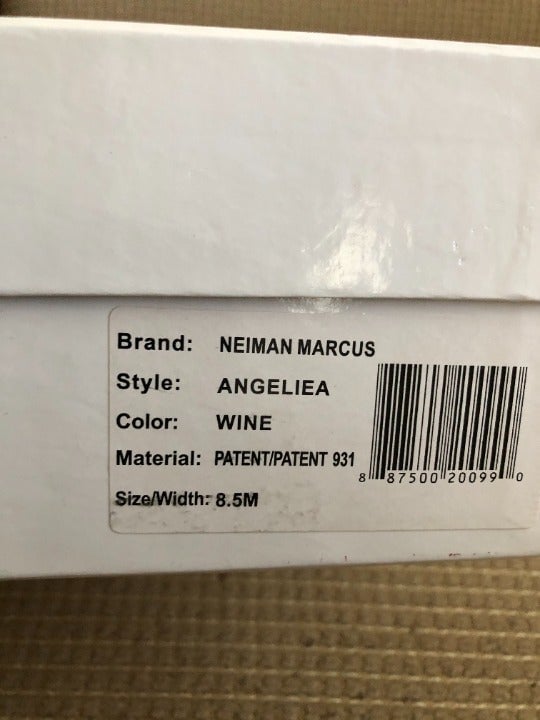 Brand: NEIMAN MARCUS
Style: ANGELIEA
Color: WINE
Material: PATENT/PATENT 931
Size/Width: 8.5M
8 87500 20099 0